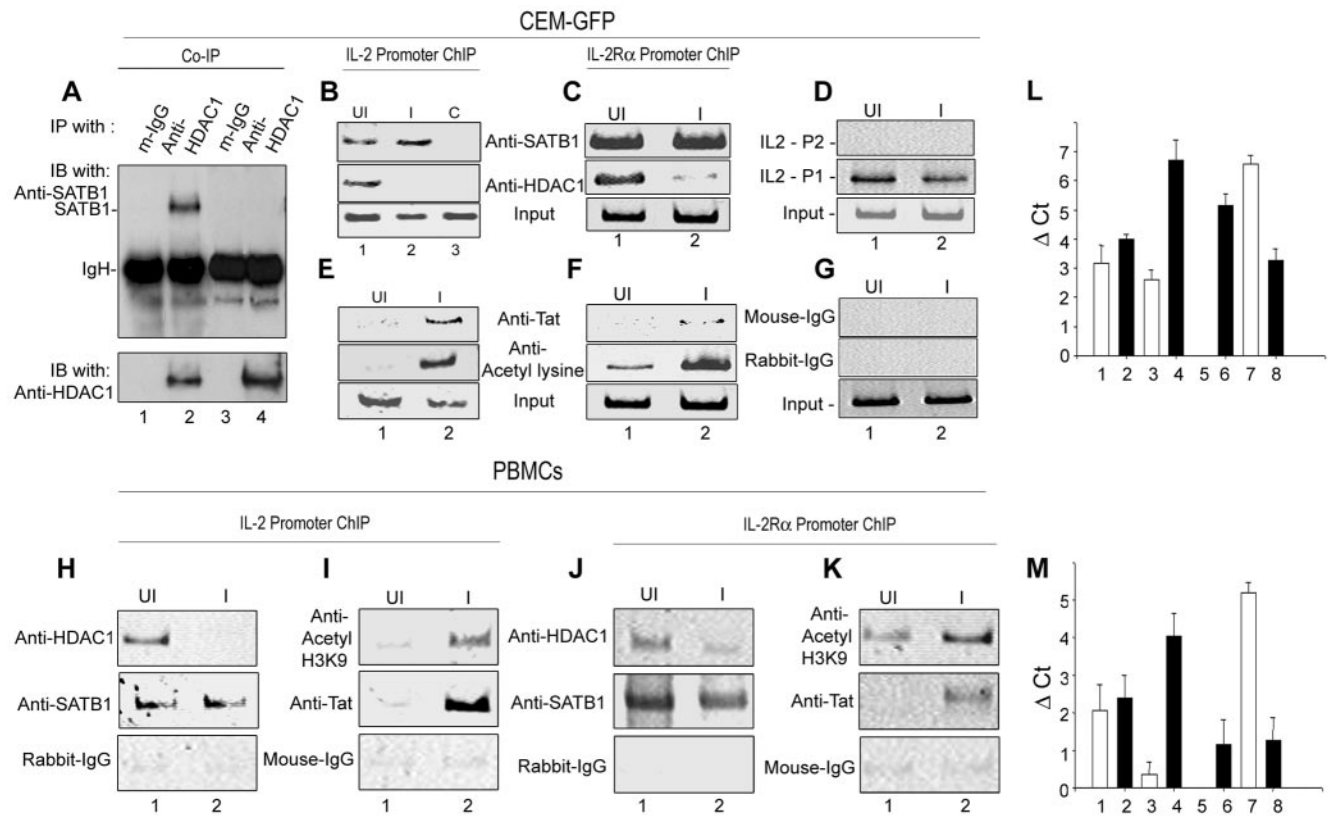 CEM-GFP
Co-IP
IL-2 Promoter ChIP
IL-2Rα Promoter ChIP
A
IP with :
m-IgG
Anti-HDAC1
m-IgG
Anti-HDAC1
IB with:
Anti-SATB1
SATB1-
IgH-
IB with:
Anti-HDAC1
1 2 3 4
B
UI I C
1 2 3
Anti-SATB1
Anti-HDAC1
Input
C
UI I
1 2
D
UI I
IL2 - P2 -
IL2 - P1 -
Input -
1 2
E
UI I
1 2
Anti-Tat
Anti-
Acetyl lysine
Input
F
UI I
1 2
G
UI I
Mouse-IgG
Rabbit-IgG
Input -
1 2
L
Δ Ct
8
7
6
5
4
3
2
1
0
1 2 3 4 5 6 7 8
PBMCs
IL-2 Promoter ChIP
IL-2Rα Promoter ChIP
H
UI I
Anti-HDAC1
Anti-SATB1
Rabbit-IgG
1 2
I
UI I
Anti-
Acetyl
H3K9
Anti-Tat
Mouse-IgG
1 2
J
UI I
Anti-HDAC1
Anti-SATB1
Rabbit-IgG
1 2
K
UI I
Anti-
Acetyl
H3K9
Anti-Tat
Mouse-IgG
1 2
M
Δ Ct
5
4
3
2
1
0
1 2 3 4 5 6 7 8